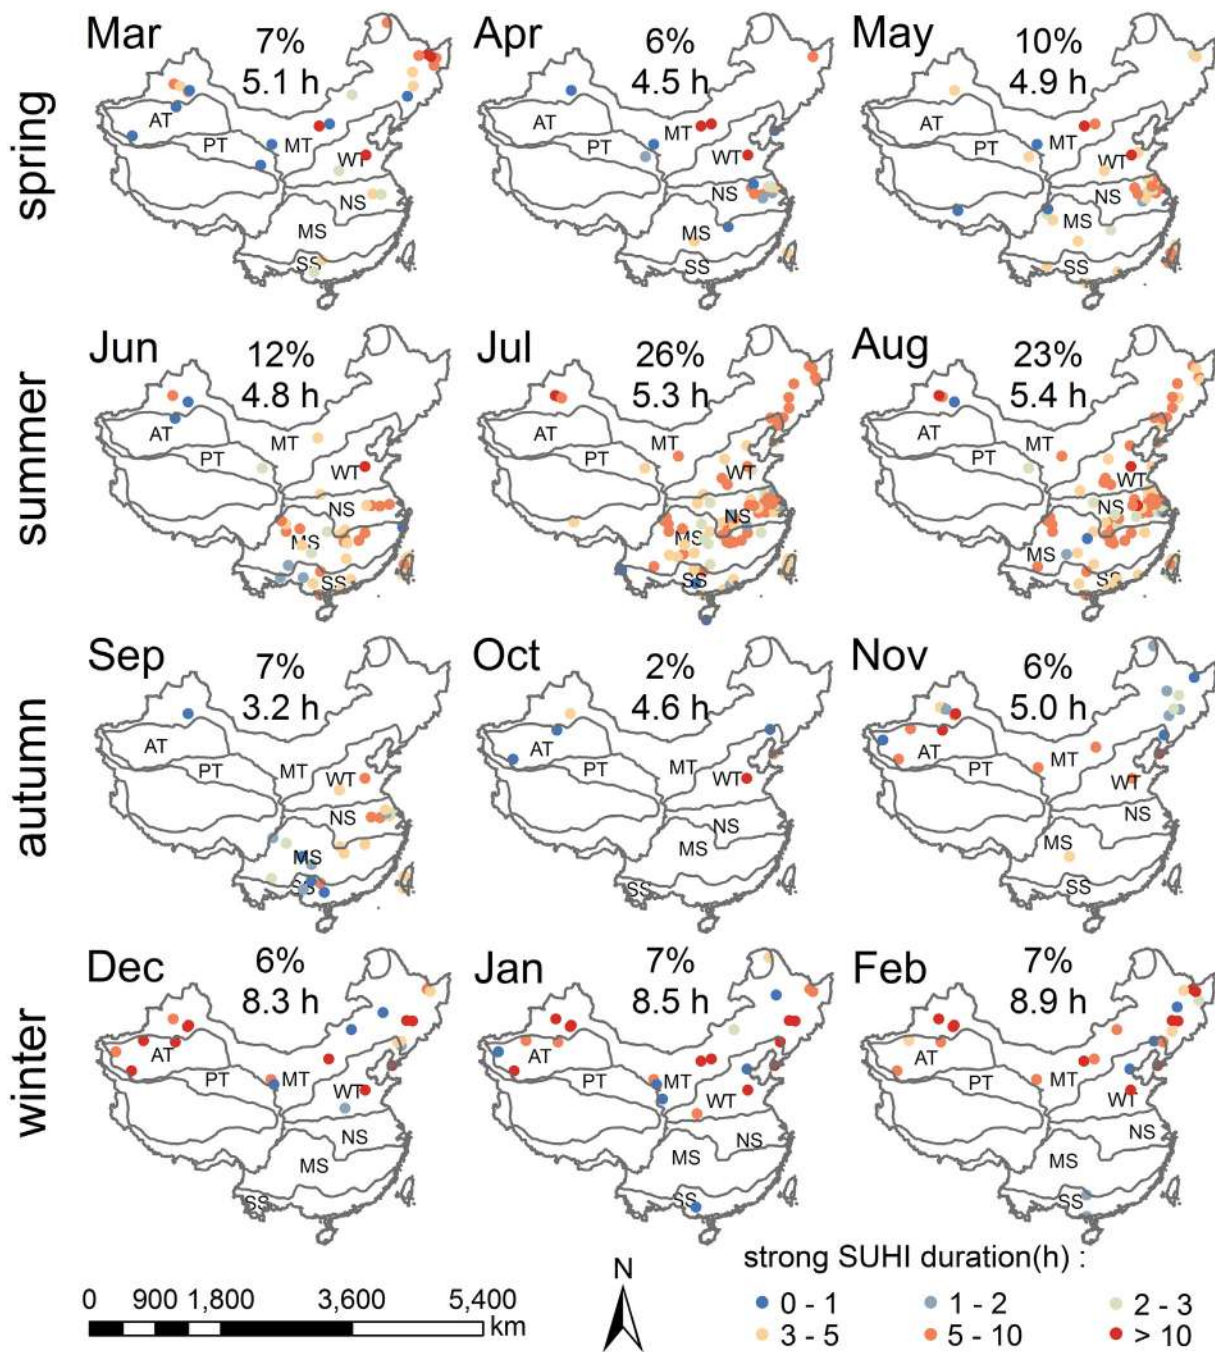 spring
Mar
7%
5.1 h
AT
PT
MT
WT
NS
MS
SS
Apr
6%
4.5 h
AT
PT
MT
WT
NS
MS
SS
May
10%
4.9 h
AT
PT
MT
WT
NS
MS
SS
summer
Jun
12%
4.8 h
AT
PT
MT
WT
NS
MS
SS
Jul
26%
5.3 h
AT
PT
MT
WT
NS
MS
SS
Aug
23%
5.4 h
AT
PT
MT
WT
NS
MS
SS
autumn
Sep
7%
3.2 h
AT
PT
MT
WT
NS
MS
SS
Oct
2%
4.6 h
AT
PT
MT
WT
NS
MS
SS
Nov
6%
5.0 h
AT
PT
MT
WT
NS
MS
SS
winter
Dec
6%
8.3 h
AT
PT
MT
WT
NS
MS
SS
Jan
7%
8.5 h
AT
PT
MT
WT
NS
MS
SS
Feb
7%
8.9 h
AT
PT
MT
WT
NS
MS
SS
0 900 1,800 3,600 5,400
km
N
strong SUHI duration(h) :
0 - 1 1 - 2 2 - 3
3 - 5 5 - 10 > 10